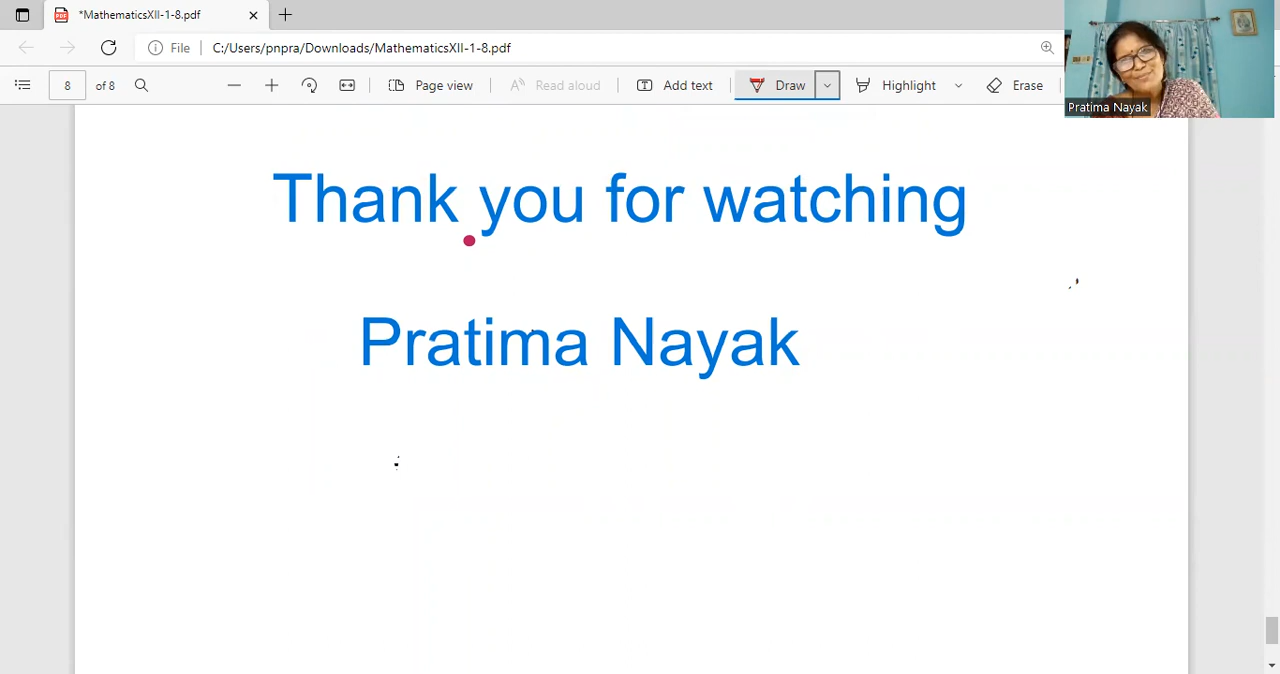 *MathematicsXII-1-8.pdf
File C:/Users/pnpra/Downloads/MathematicsXII-1-8.pdf
8 of 8 Page view Read aloud Add text Draw Highlight Erase
Pratima Nayak
Thank you for watching
Pratima Nayak